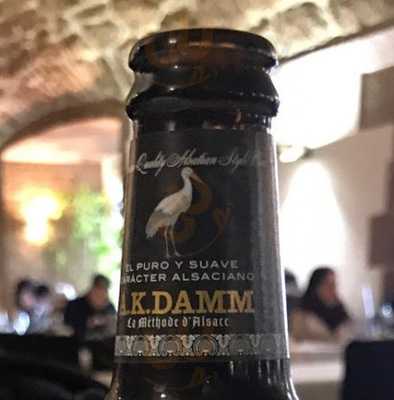 Quality Alsatian Style
EL PURO Y SUAVE
CARÁCTER ALSACIANO
A.K.DAMM
La Méthode d'Alsace